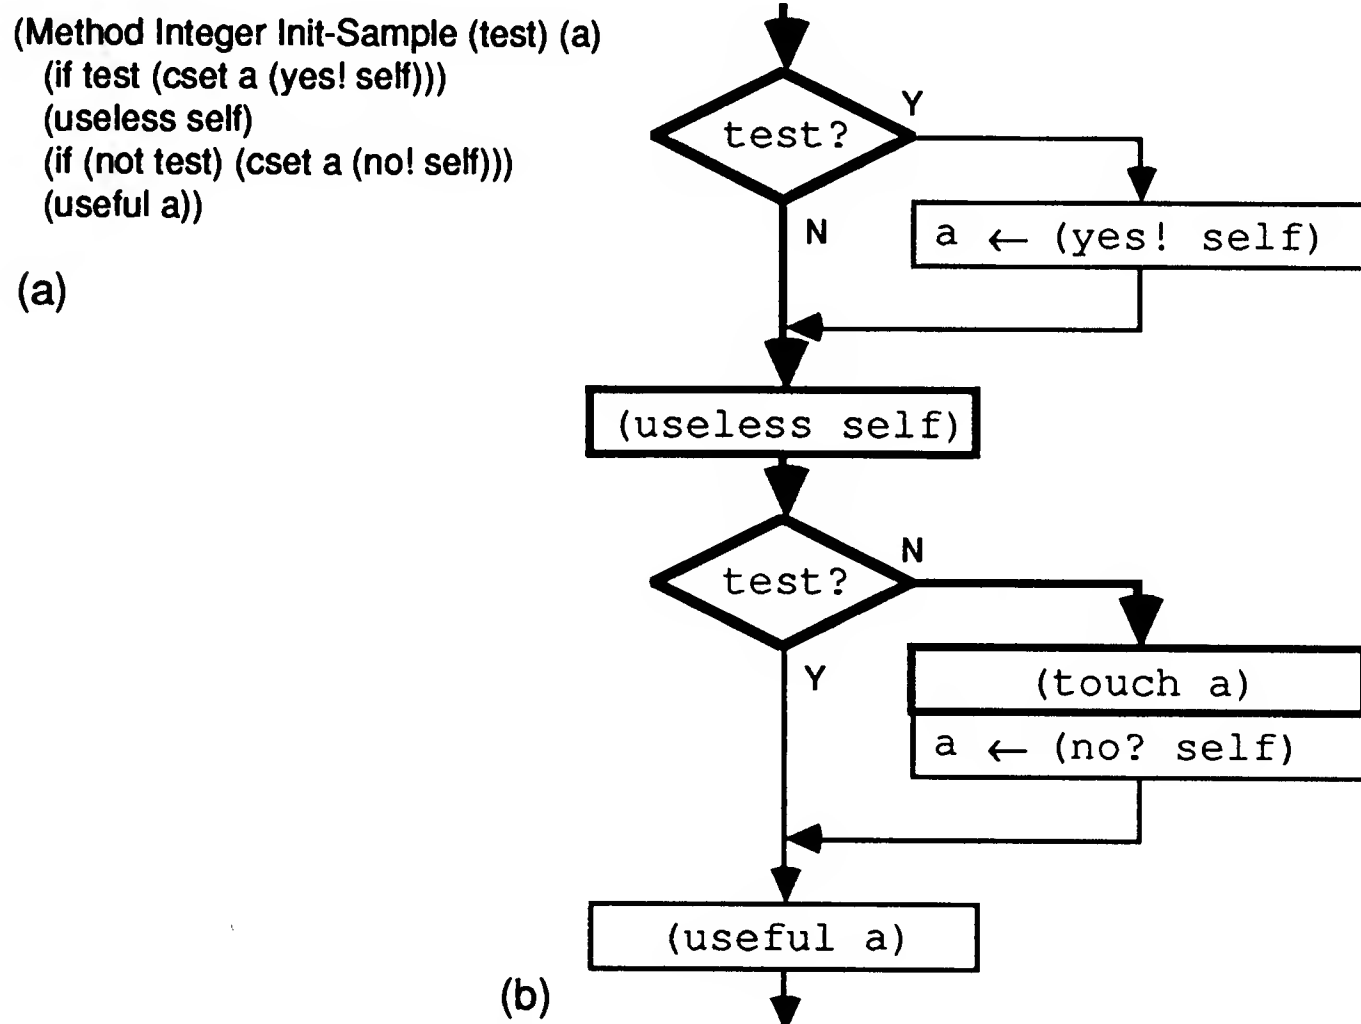 (Method Integer Init-Sample (test) (a)
(if test (cset a (yes! self)))
(useless self)
(if (not test) (cset a (no! self)))
(useful a))
(a)
test?
Y
N
a ← (yes! self)
(useless self)
test?
N
Y
(touch a)
a ← (no? self)
(useful a)
(b)